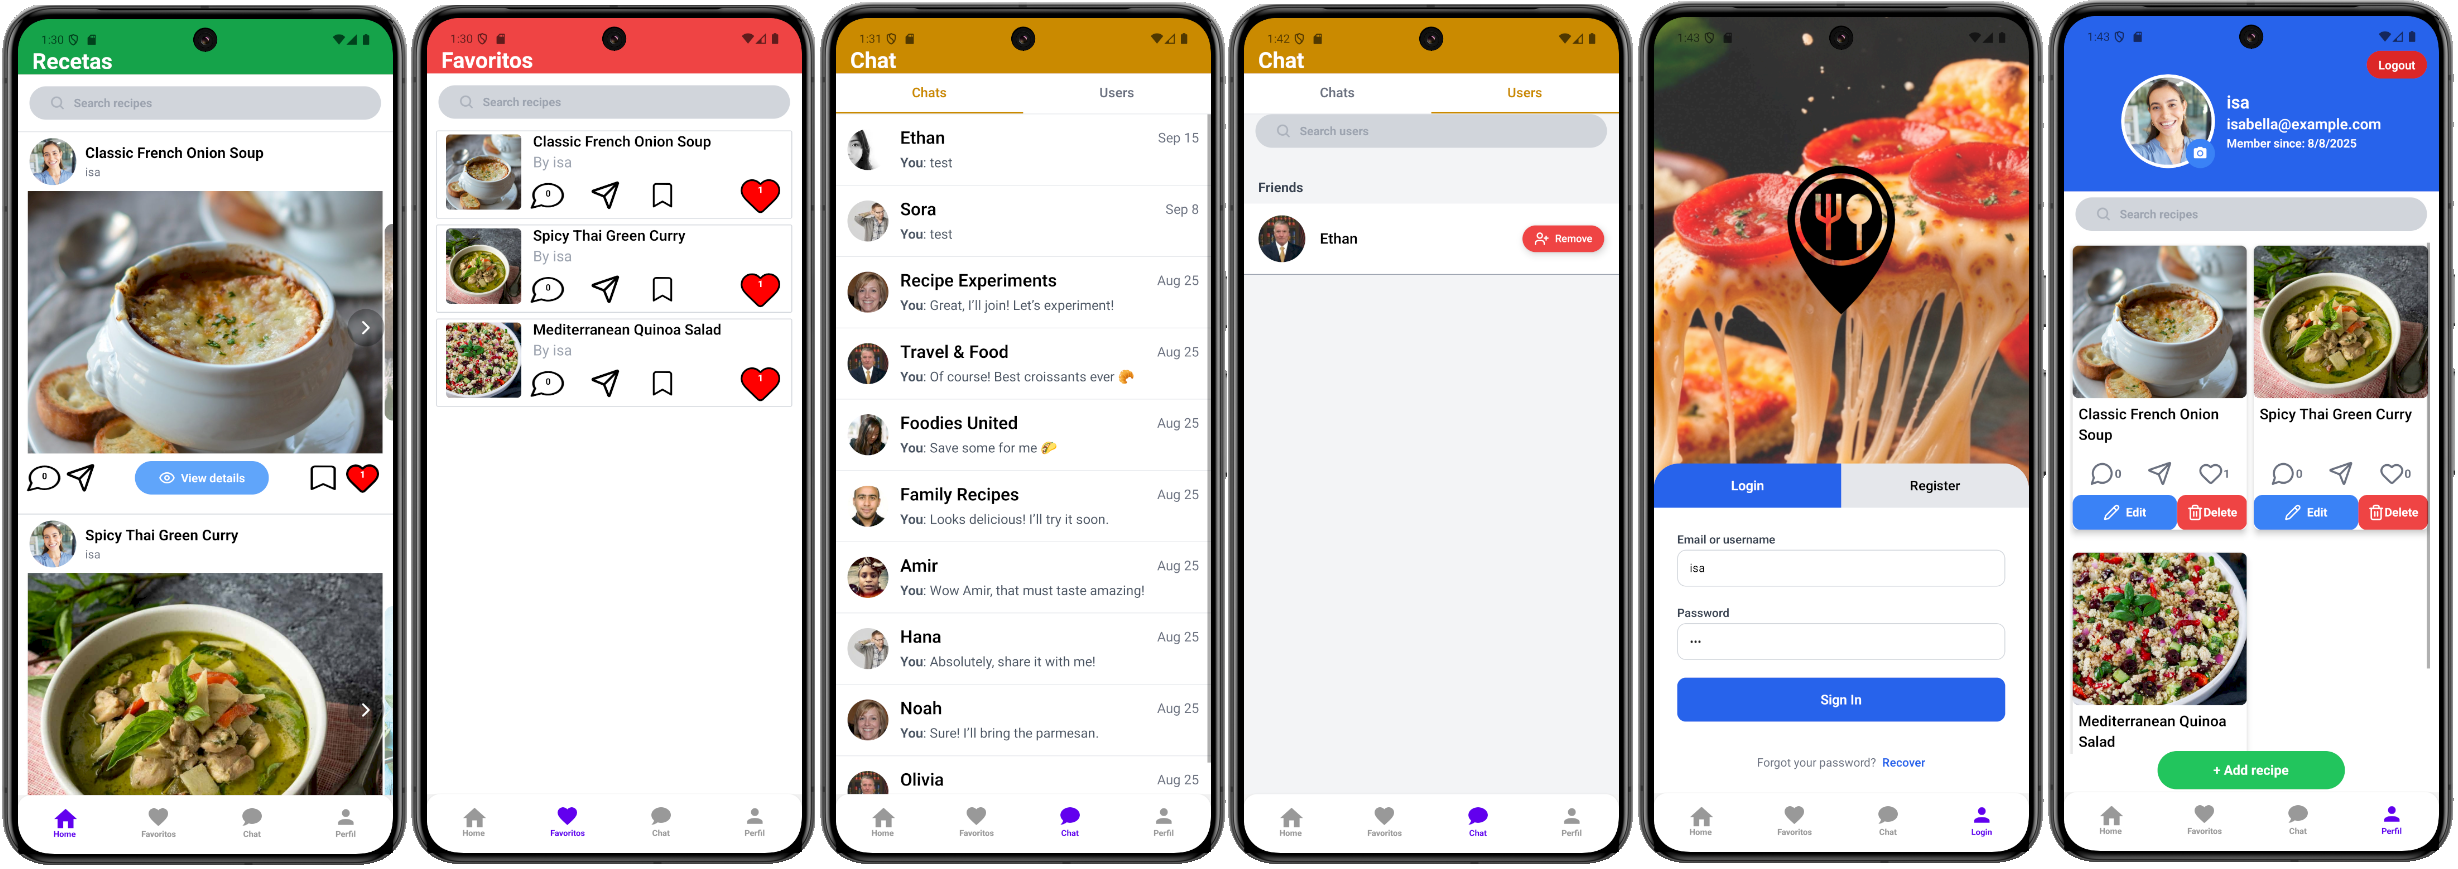 1:30
Recetas
Search recipes
Classic French Onion Soup
isa
0
View details
1
Spicy Thai Green Curry
isa
Home
Favoritos
Chat
Perfil
1:30
Favoritos
Search recipes
Classic French Onion Soup
By isa
0
1
Spicy Thai Green Curry
By isa
0
1
Mediterranean Quinoa Salad
By isa
0
1
Home
Favoritos
Chat
Perfil
1:31
Chat
Chats
Users
Ethan
Sep 15
You: test
Sora
Sep 8
You: test
Recipe Experiments
Aug 25
You: Great, I'll join! Let's experiment!
Travel & Food
Aug 25
You: Of course! Best croissants ever 🥐
Foodies United
Aug 25
You: Save some for me 🌮
Family Recipes
Aug 25
You: Looks delicious! I'll try it soon.
Amir
Aug 25
You: Wow Amir, that must taste amazing!
Hana
Aug 25
You: Absolutely, share it with me!
Noah
Aug 25
You: Sure! I'll bring the parmesan.
Olivia
Aug 25
Home
Favoritos
Chat
Perfil
1:42
Chat
Chats
Users
Search users
Friends
Ethan
Remove
Home
Favoritos
Chat
Perfil
1:43
Login
Register
Email or username
isa
Password
•••
Sign In
Forgot your password? Recover
Home
Favoritos
Chat
Login
1:43
Logout
isa
isabella@example.com
Member since: 8/8/2025
Search recipes
Classic French Onion
Soup
0
1
Edit
Delete
Spicy Thai Green Curry
0
0
Edit
Delete
Mediterranean Quinoa
Salad
+ Add recipe
Home
Favoritos
Chat
Perfil